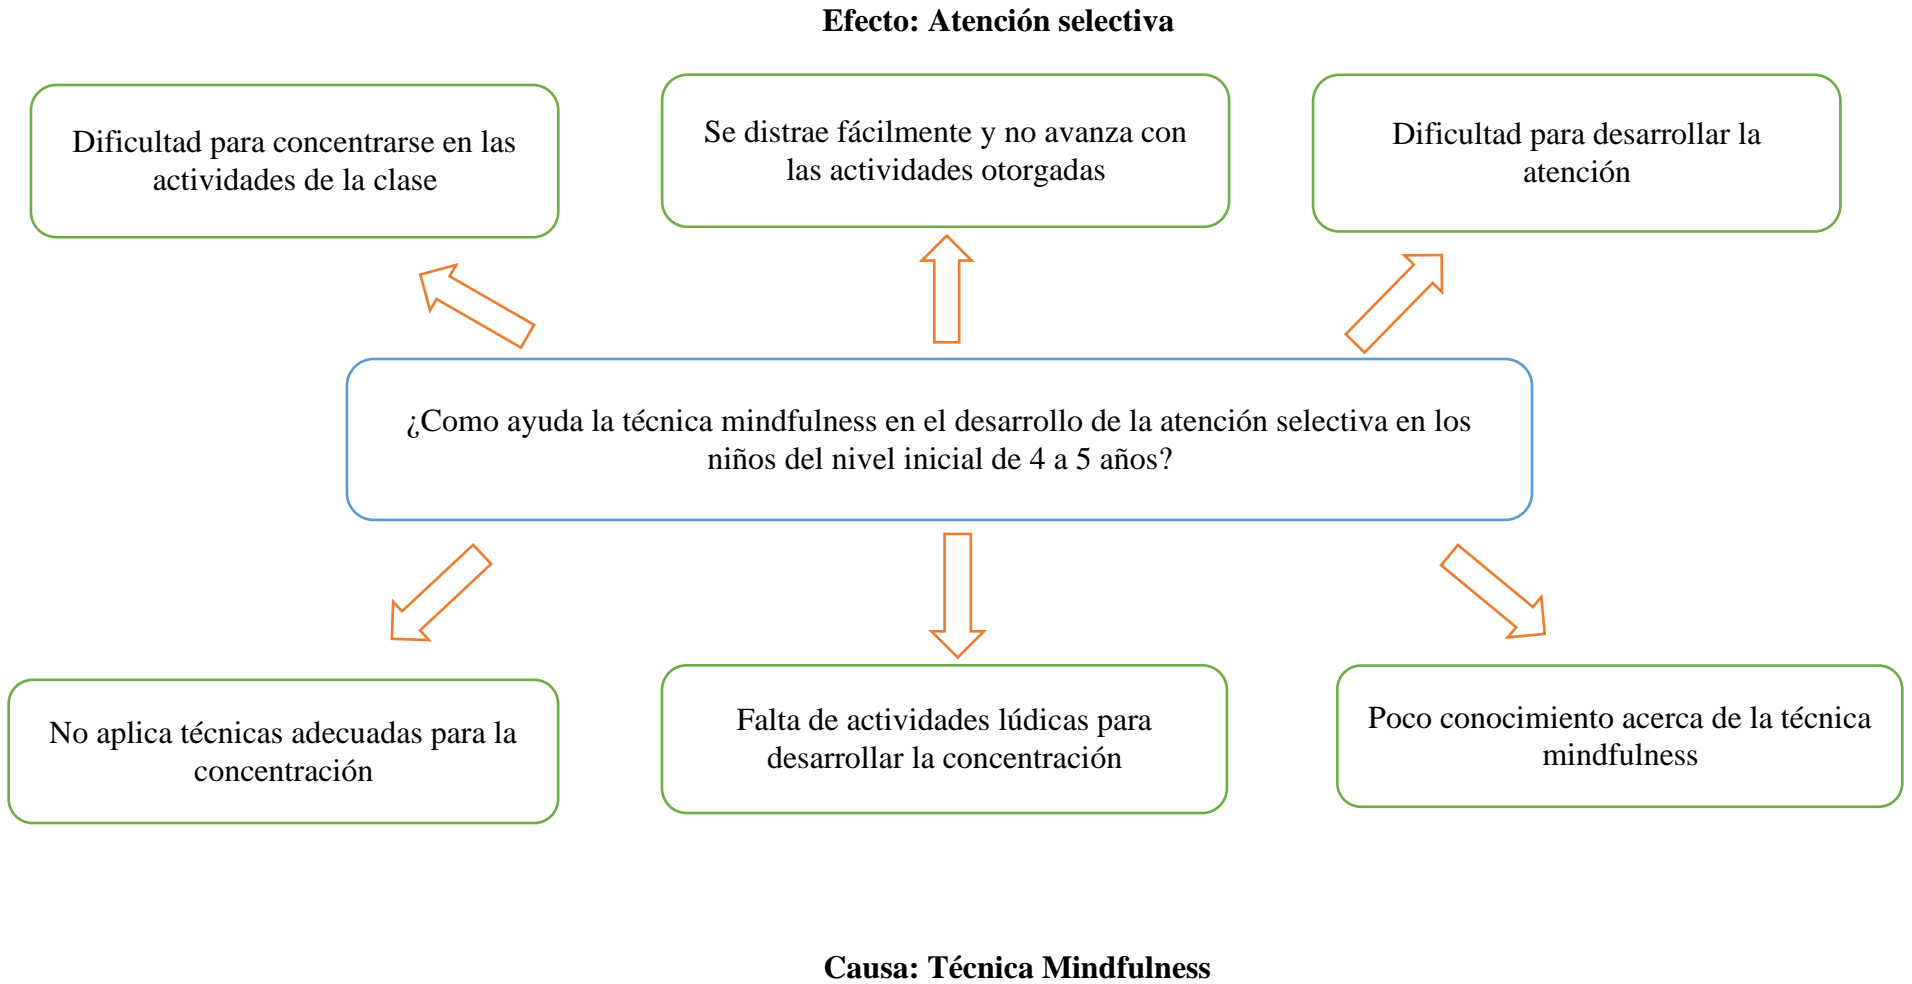 Efecto: Atención selectiva
Dificultad para concentrarse en las
actividades de la clase
Se distrae fácilmente y no avanza con
las actividades otorgadas
Dificultad para desarrollar la
atención
¿Como ayuda la técnica mindfulness en el desarrollo de la atención selectiva en los
niños del nivel inicial de 4 a 5 años?
No aplica técnicas adecuadas para la
concentración
Falta de actividades lúdicas para
desarrollar la concentración
Poco conocimiento acerca de la técnica
mindfulness
Causa: Técnica Mindfulness